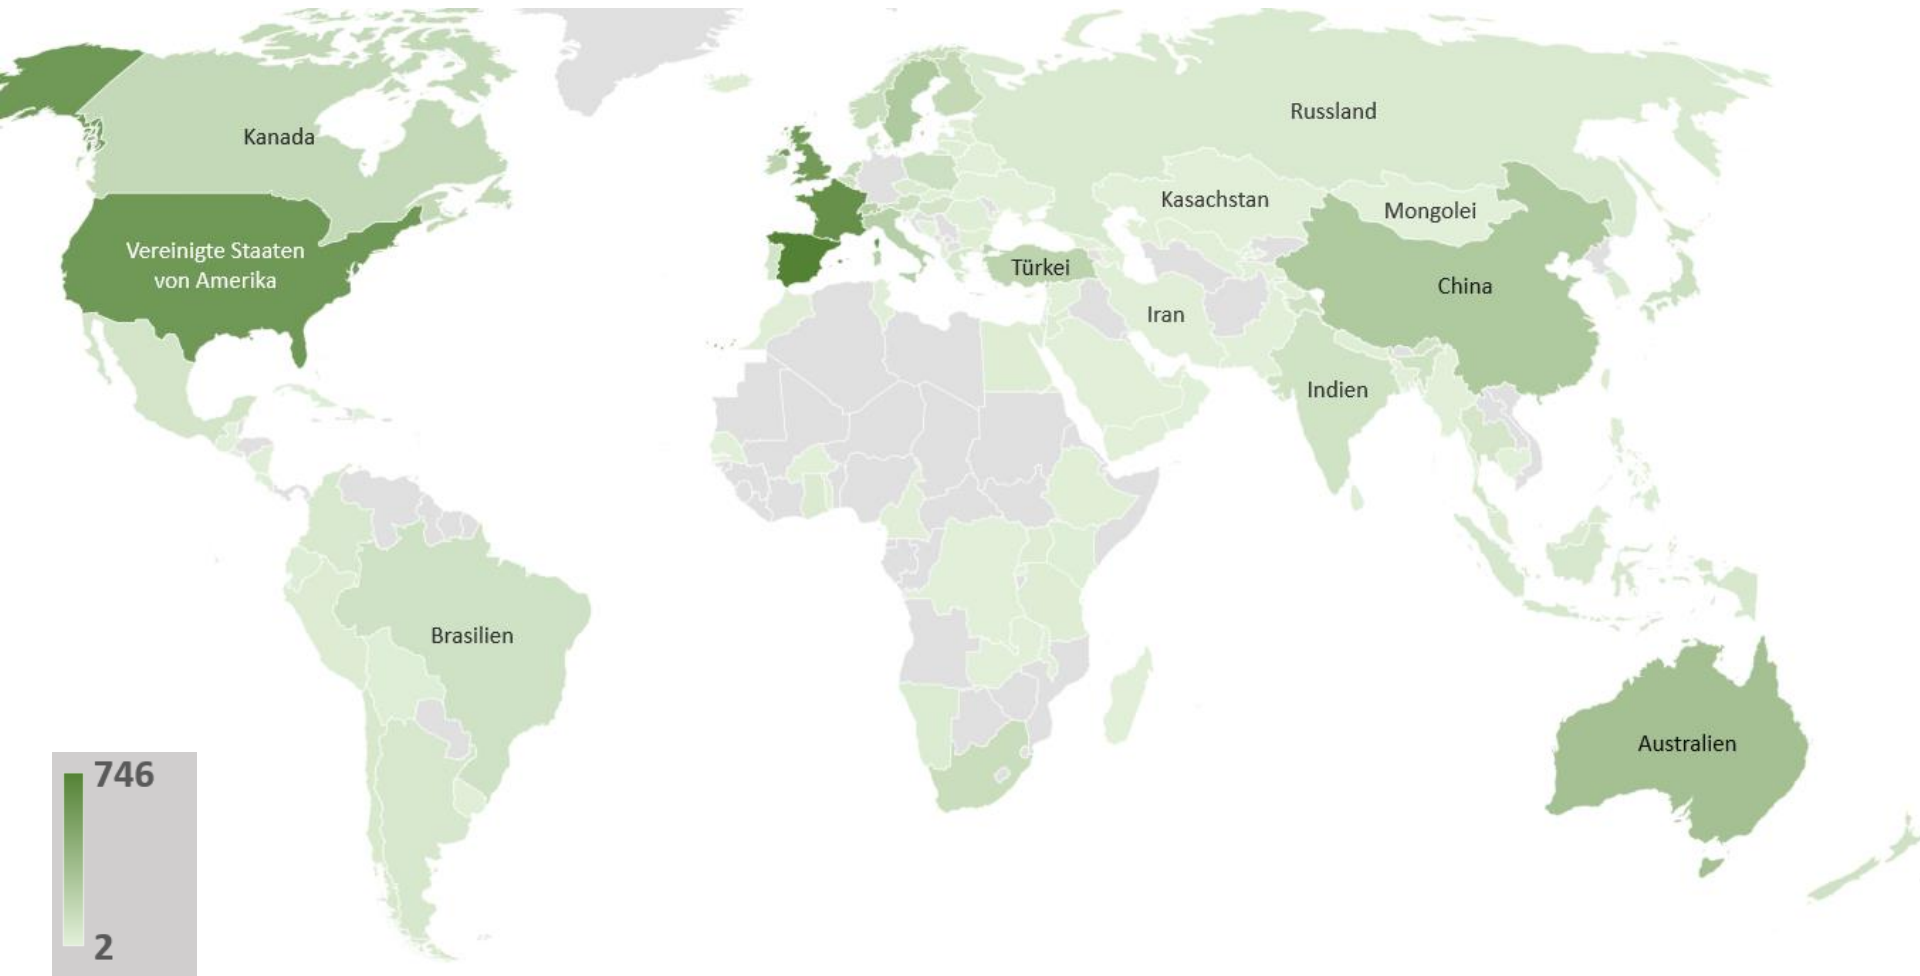 Russland
Kanada
Kasachstan
Mongolei
Vereinigte Staaten
von Amerika
Türkei
China
Iran
Indien
Brasilien
Australien
746
2